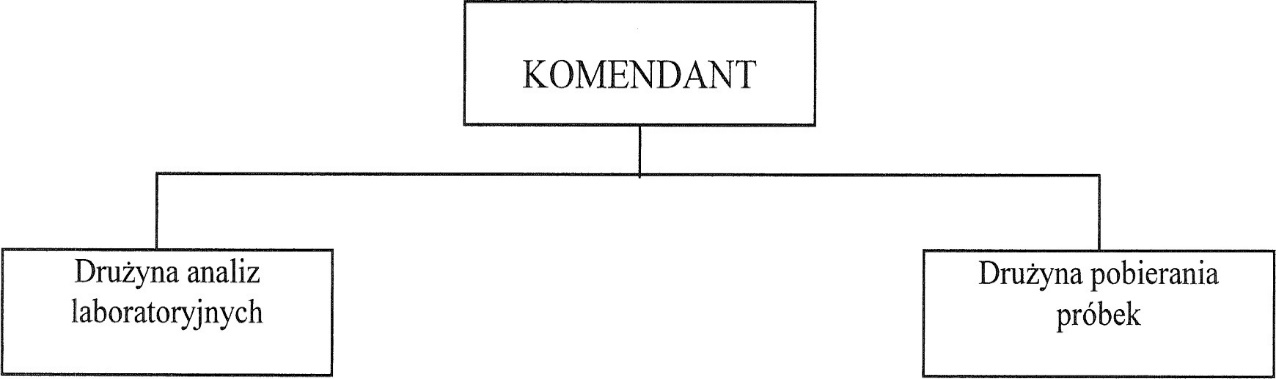 KOMENDANT
Drużyna analiz
laboratoryjnych
Drużyna pobierania
próbek